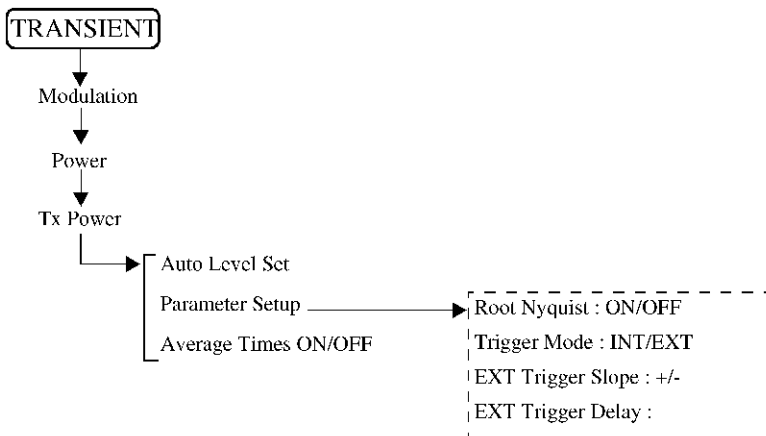 TRANSIENT
Modulation
Power
Tx Power
Auto Level Set
Parameter Setup
Average Times ON/OFF
Root Nyquist : ON/OFF
Trigger Mode : INT/EXT
EXT Trigger Slope : +/-
EXT Trigger Delay :